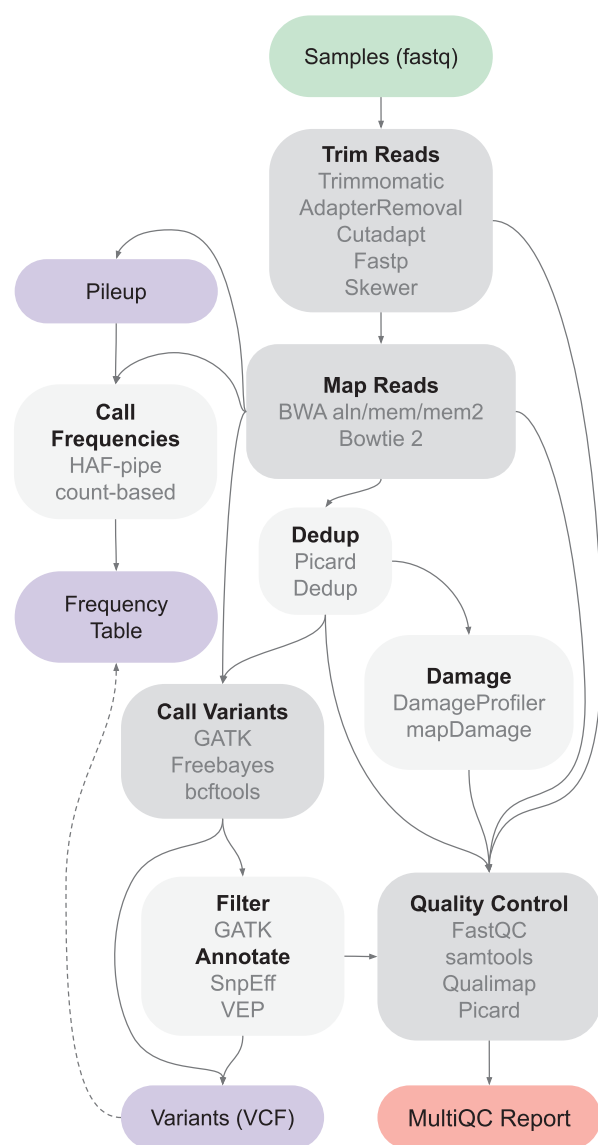 Samples (fastq)
Trim Reads
Trimmomatic
AdapterRemoval
Cutadapt
Fastp
Skewer
Pileup
Map Reads
BWA aln/mem/mem2
Bowtie 2
Call
Frequencies
HAF-pipe
count-based
Dedup
Picard
Dedup
Frequency
Table
Damage
DamageProfiler
mapDamage
Call Variants
GATK
Freebayes
bcftools
Filter
GATK
Annotate
SnpEff
VEP
Quality Control
FastQC
samtools
Qualimap
Picard
Variants (VCF)
MultiQC Report